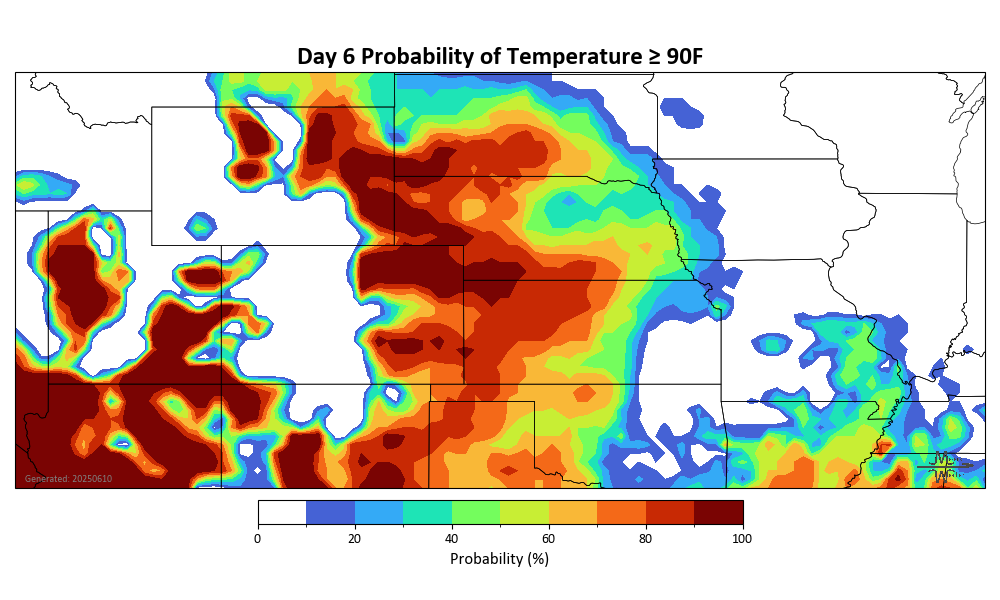 Day 6 Probability of Temperature ≥ 90F
Generated: 20250610
0 20 40 60 80 100
Probability (%)